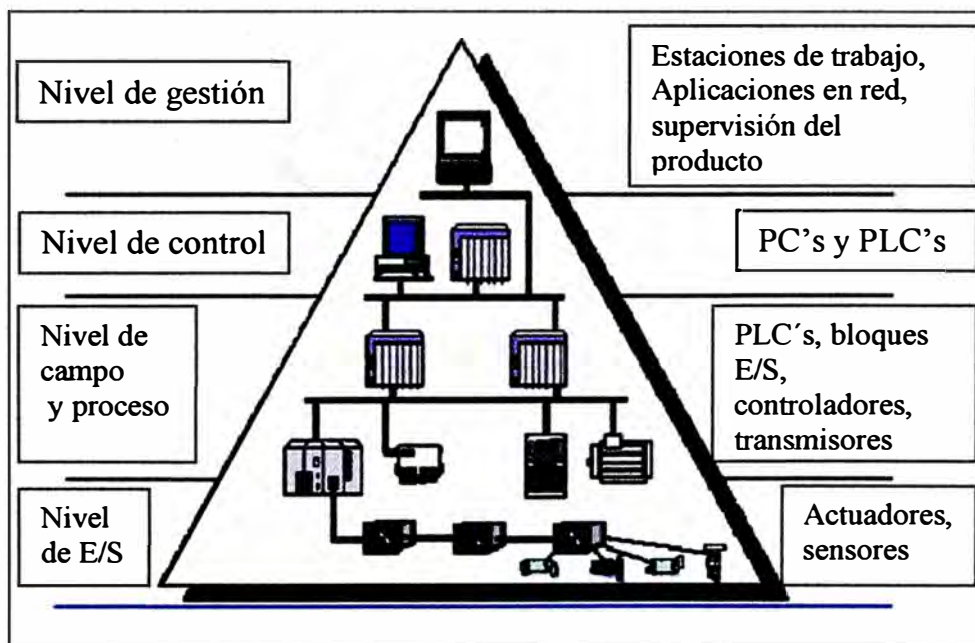 Nivel de gestión
Estaciones de trabajo,
Aplicaciones en red,
supervisión del
producto
Nivel de control
PC's y PLC's
Nivel de
campo
y proceso
PLC´s, bloques
E/S,
controladores,
transmisores
Nivel
de E/S
Actuadores,
sensores